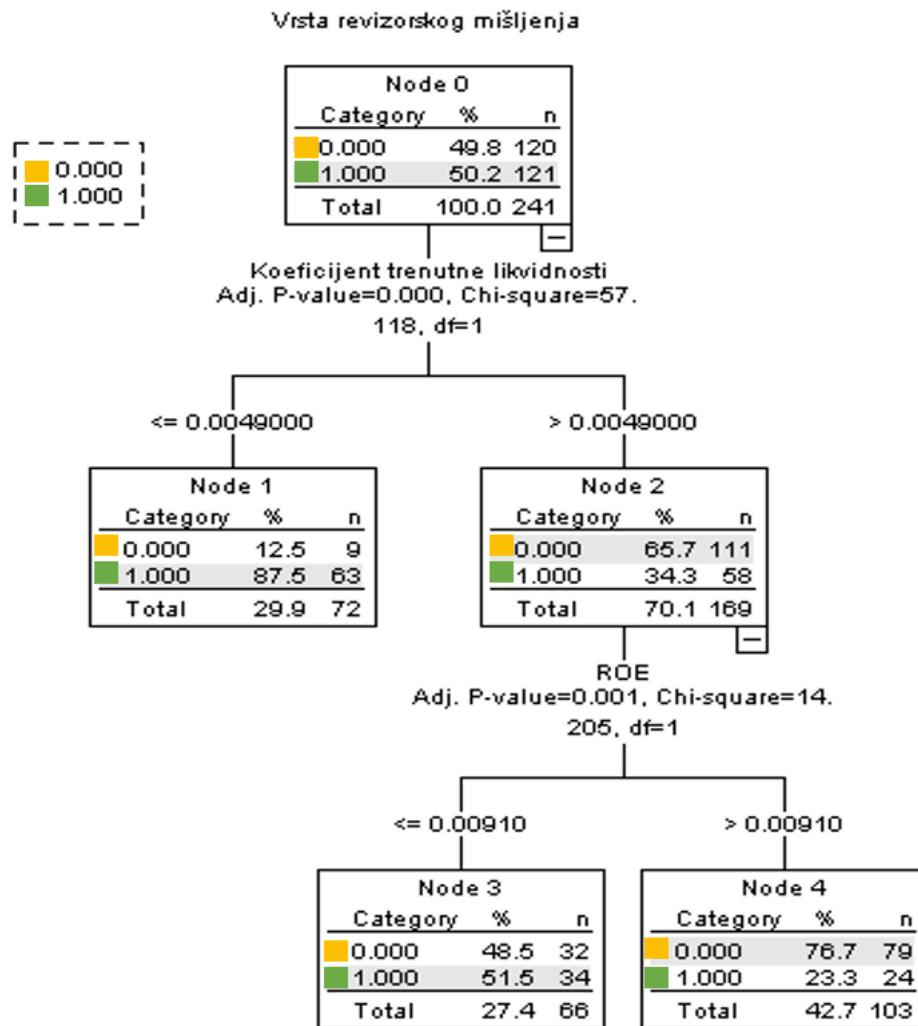 Vrsta revizorskog mišljenja
0.000
1.000
Node 0
Category % n
0.000 49.8 120
1.000 50.2 121
Total 100.0 241
Koeficijent trenutne likvidnosti
Adj. P-value=0.000, Chi-square=57.
118, df=1
<= 0.0049000
> 0.0049000
Node 1
Category % n
0.000 12.5 9
1.000 87.5 63
Total 29.9 72
Node 2
Category % n
0.000 65.7 111
1.000 34.3 58
Total 70.1 169
ROE
Adj. P-value=0.001, Chi-square=14.
205, df=1
<= 0.00910
> 0.00910
Node 3
Category % n
0.000 48.5 32
1.000 51.5 34
Total 27.4 66
Node 4
Category % n
0.000 76.7 79
1.000 23.3 24
Total 42.7 103